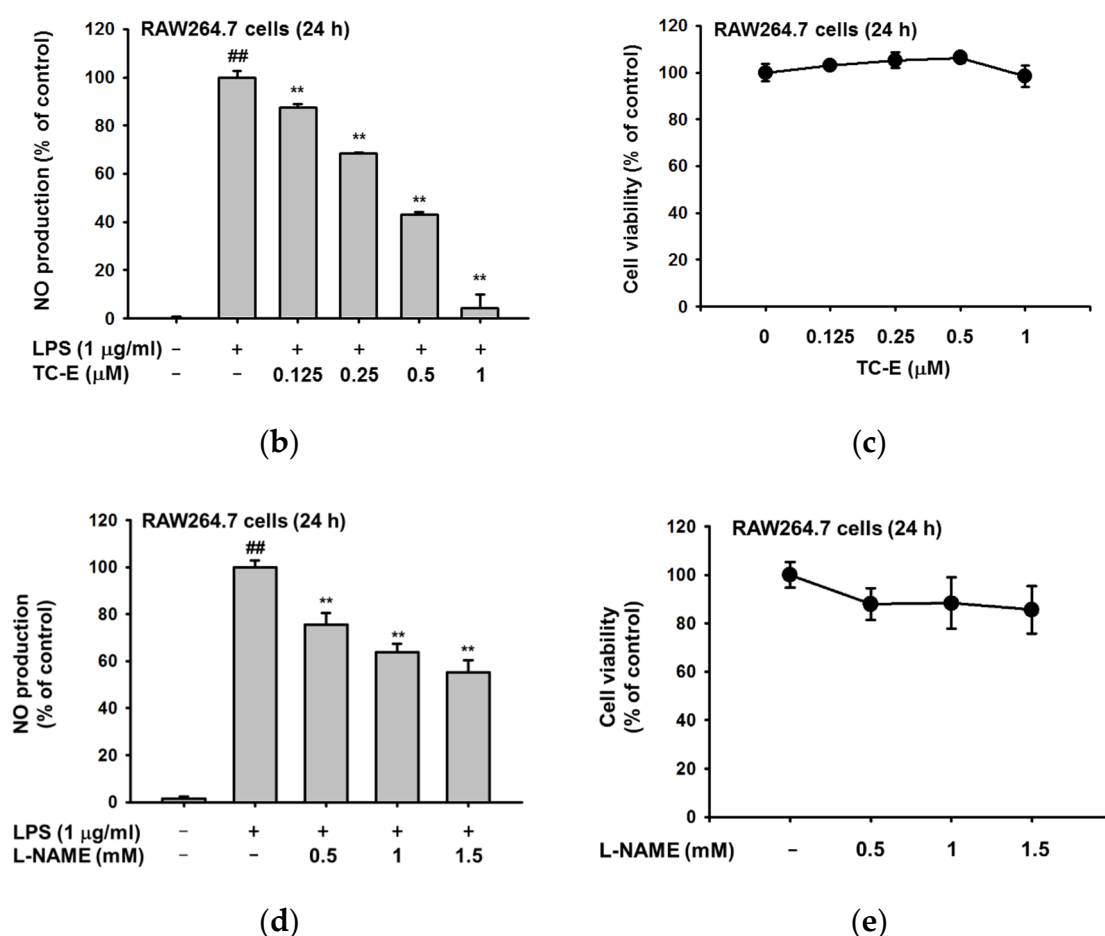 RAW264.7 cells (24 h)
NO production (% of control)
120
100
80
60
40
20
0
##
**
**
**
**
LPS (1 μg/ml) – + + + + +
TC-E (μM) – – 0.125 0.25 0.5 1
(b)
RAW264.7 cells (24 h)
Cell viability (% of control)
120
100
80
60
40
20
0
0 0.125 0.25 0.5 1
TC-E (μM)
(c)
RAW264.7 cells (24 h)
NO production
(% of control)
120
100
80
60
40
20
0
##
**
**
**
LPS (1 μg/ml) – + + + +
L-NAME (mM) – – 0.5 1 1.5
(d)
RAW264.7 cells (24 h)
Cell viability
(% of control)
120
100
80
60
40
20
0
L-NAME (mM) – 0.5 1 1.5
(e)